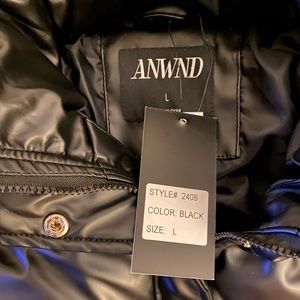 ANWND
L
STYLE# 2408
COLOR: BLACK
SIZE: L